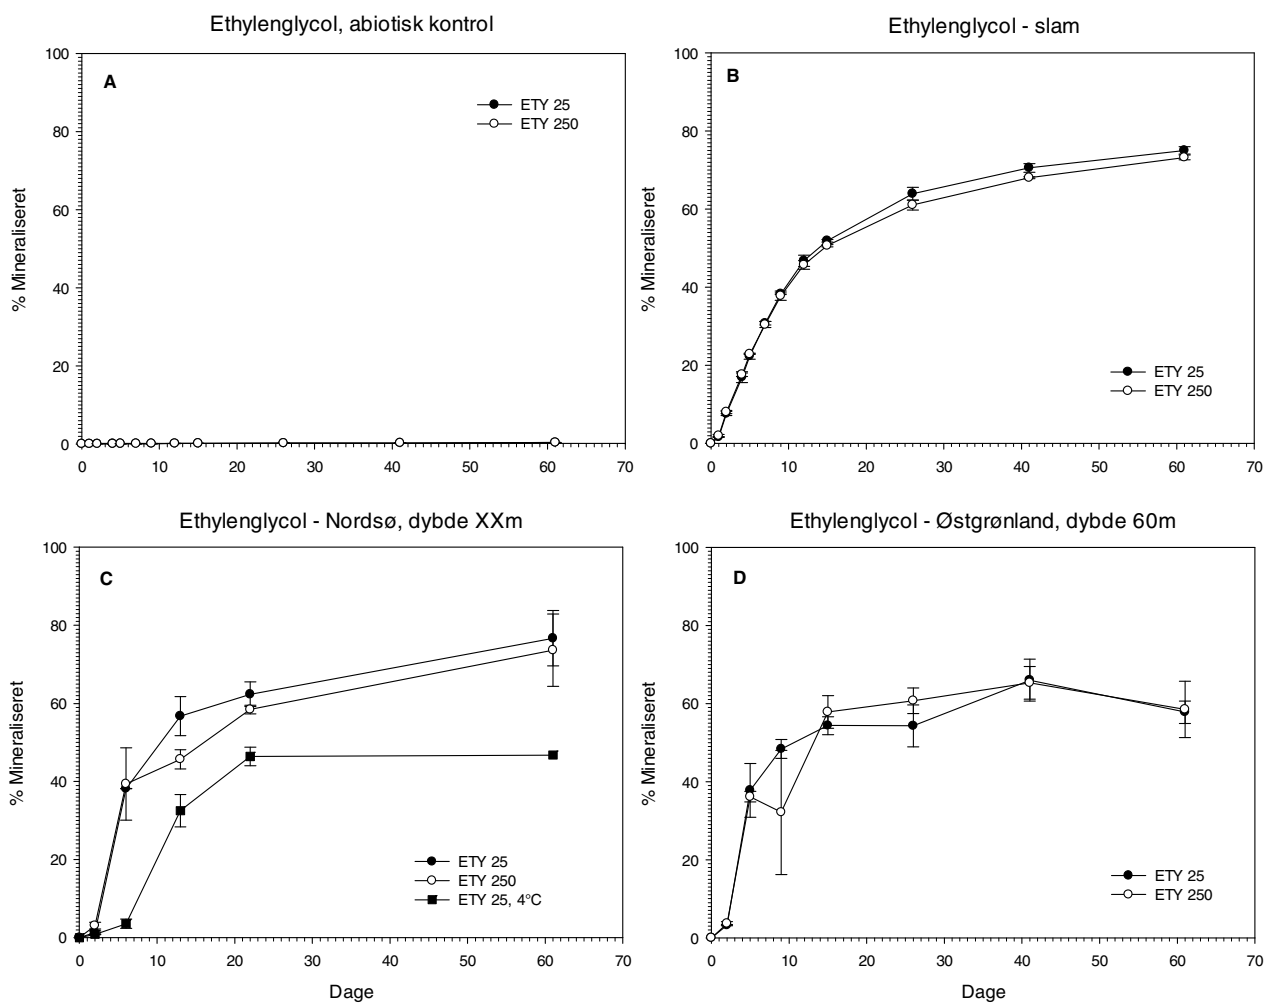 Ethylenglycol, abiotisk kontrol
A
ETY 25
ETY 250
% Mineraliseret
100
80
60
40
20
0
0 10 20 30 40 50 60 70
Ethylenglycol - slam
B
ETY 25
ETY 250
% Mineraliseret
100
80
60
40
20
0
0 10 20 30 40 50 60 70
Ethylenglycol - Nordsø, dybde XXm
C
ETY 25
ETY 250
ETY 25, 4°C
% Mineraliseret
100
80
60
40
20
0
0 10 20 30 40 50 60 70
Dage
Ethylenglycol - Østgrønland, dybde 60m
D
ETY 25
ETY 250
% Mineraliseret
100
80
60
40
20
0
0 10 20 30 40 50 60 70
Dage